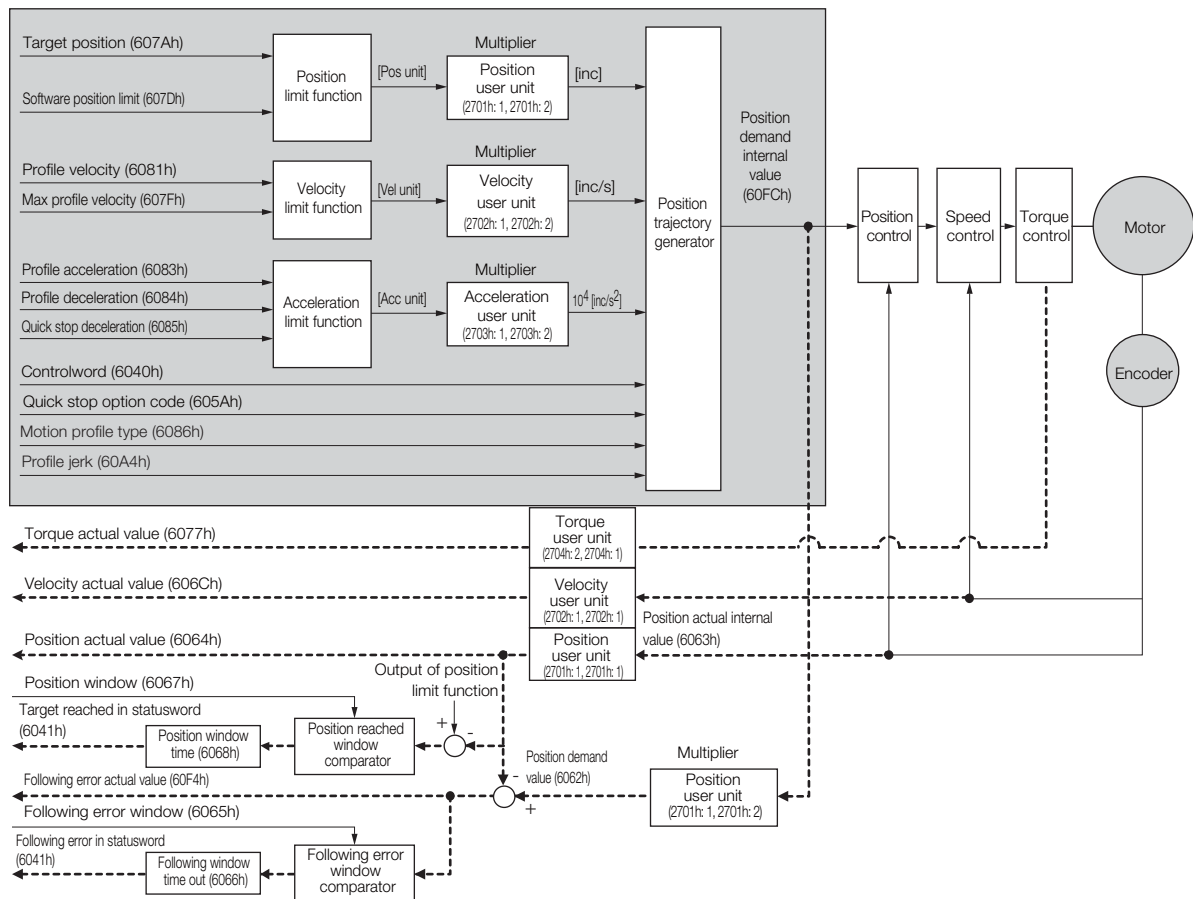 Target position (607Ah)
Software position limit (607Dh)
Position
limit function
[Pos unit]
Multiplier
Position
user unit
(2701h: 1, 2701h: 2)
[inc]
Profile velocity (6081h)
Max profile velocity (607Fh)
Velocity
limit function
[Vel unit]
Multiplier
Velocity
user unit
(2702h: 1, 2702h: 2)
[inc/s]
Profile acceleration (6083h)
Profile deceleration (6084h)
Quick stop deceleration (6085h)
Acceleration
limit function
[Acc unit]
Multiplier
Acceleration
user unit
(2703h: 1, 2703h: 2)
10⁴ [inc/s²]
Controlword (6040h)
Quick stop option code (605Ah)
Motion profile type (6086h)
Profile jerk (60A4h)
Position
trajectory
generator
Position
demand
internal
value
(60FCh)
Position
control
Speed
control
Torque
control
Motor
Encoder
Torque actual value (6077h)
Torque
user unit
(2704h: 2, 2704h: 1)
Velocity actual value (606Ch)
Velocity
user unit
(2702h: 1, 2702h: 1)
Position actual value (6064h)
Position
user unit
(2701h: 1, 2701h: 1)
Position actual internal
value (6063h)
Position window (6067h)
Output of position
limit function
Target reached in statusword
(6041h)
Position window
time (6068h)
Position reached
window
comparator
+
-
Following error actual value (60F4h)
Position demand
value (6062h)
-
+
Multiplier
Position
user unit
(2701h: 1, 2701h: 2)
Following error window (6065h)
Following error in statusword
(6041h)
Following window
time out (6066h)
Following error
window
comparator